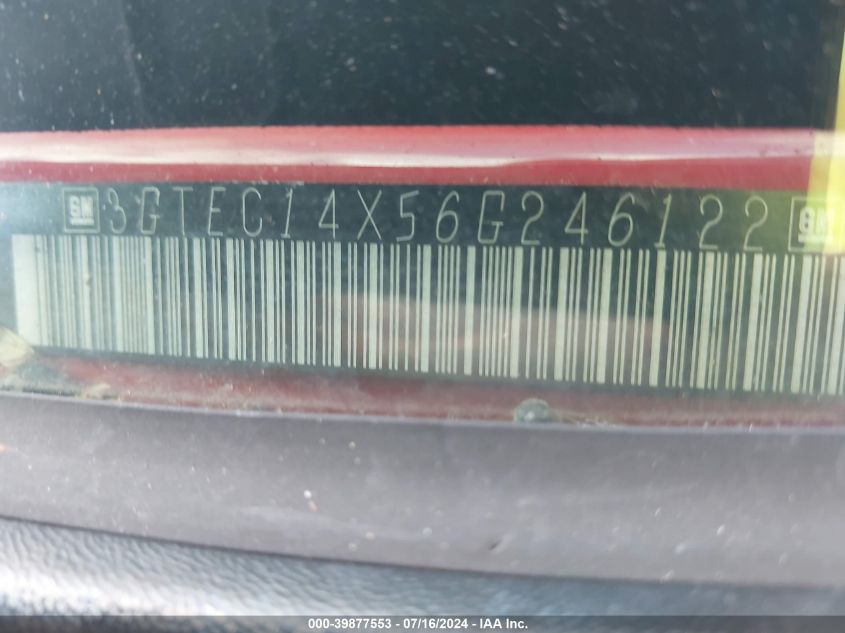 GM 3GTEC14X56G246122 GM
000-39877553 - 07/16/2024 - IAA Inc.